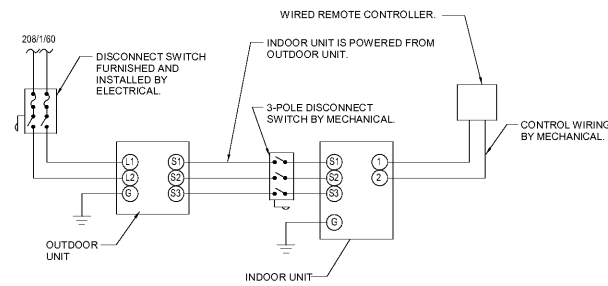 WIRED REMOTE CONTROLLER.
208/1/60
DISCONNECT SWITCH
FURNISHED AND
INSTALLED BY
ELECTRICAL.
INDOOR UNIT IS POWERED FROM
OUTDOOR UNIT.
3-POLE DISCONNECT
SWITCH BY MECHANICAL.
CONTROL WIRING
BY MECHANICAL.
L1 S1 S1 1
L2 S2 S2 2
G S3 S3
G
OUTDOOR
UNIT
INDOOR UNIT